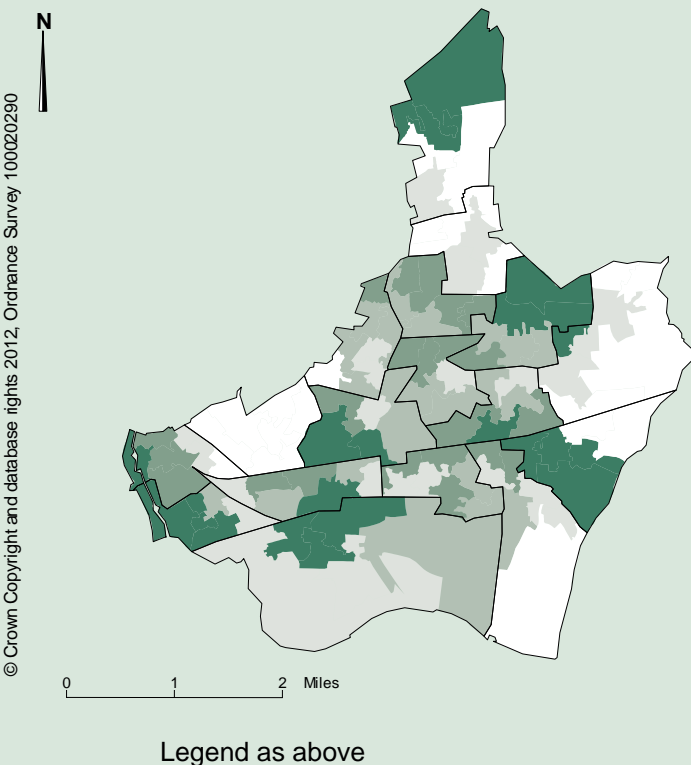 N
© Crown Copyright and database rights 2012, Ordnance Survey 100020290
0 1 2 Miles
Legend as above